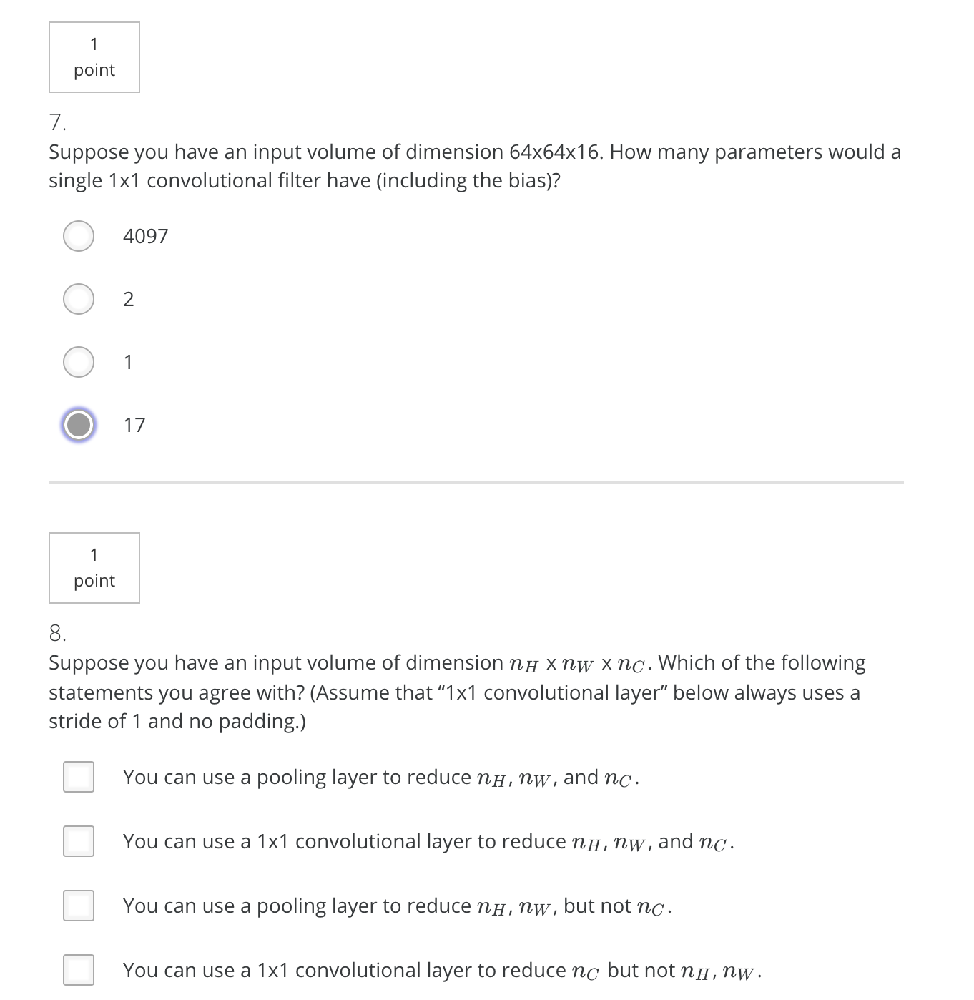 1
point
7.
Suppose you have an input volume of dimension 64x64x16. How many parameters would a
single 1x1 convolutional filter have (including the bias)?
4097
2
1
17
1
point
8.
Suppose you have an input volume of dimension n_H x n_W x n_C. Which of the following
statements you agree with? (Assume that “1x1 convolutional layer” below always uses a
stride of 1 and no padding.)
You can use a pooling layer to reduce n_H, n_W, and n_C.
You can use a 1x1 convolutional layer to reduce n_H, n_W, and n_C.
You can use a pooling layer to reduce n_H, n_W, but not n_C.
You can use a 1x1 convolutional layer to reduce n_C but not n_H, n_W.